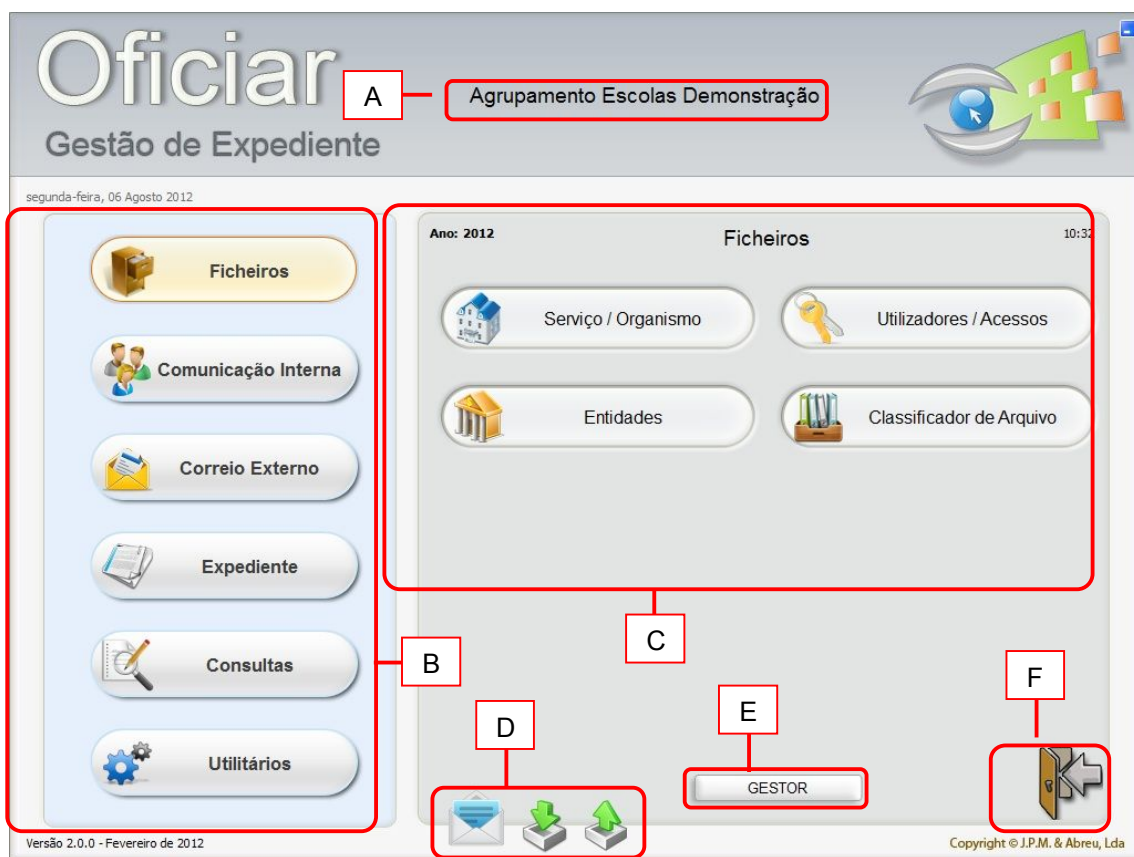 Oficiar
A
Agrupamento Escolas Demonstração
Gestão de Expediente
segunda-feira, 06 Agosto 2012
Ficheiros
Comunicação Interna
Correio Externo
Expediente
Consultas
Utilitários
B
Ano: 2012
Ficheiros
10:32
Serviço / Organismo
Utilizadores / Acessos
Entidades
Classificador de Arquivo
C
D
E
F
GESTOR
Versão 2.0.0 - Fevereiro de 2012
Copyright © J.P.M. & Abreu, Lda